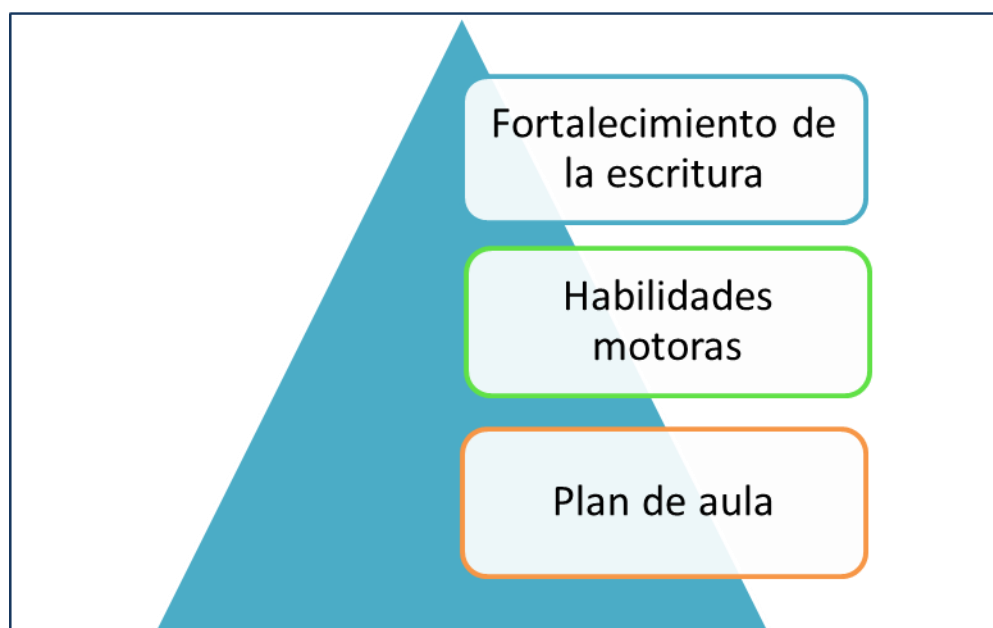 Fortalecimiento de
la escritura
Habilidades
motoras
Plan de aula